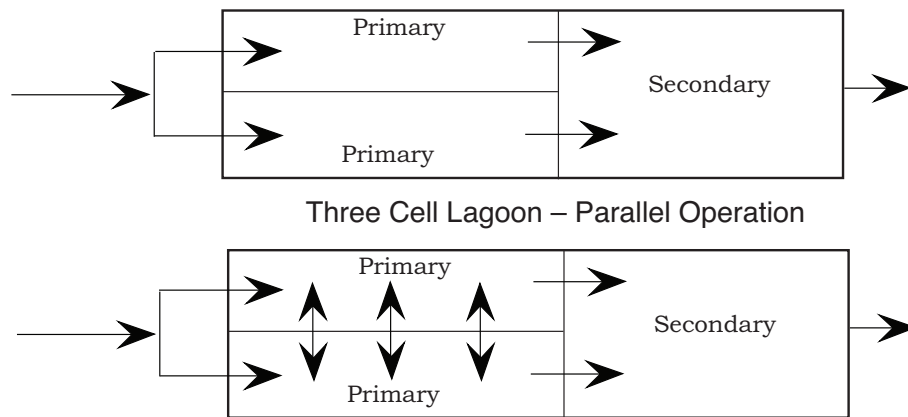 Primary
Secondary
Primary
Three Cell Lagoon – Parallel Operation
Primary
Secondary
Primary